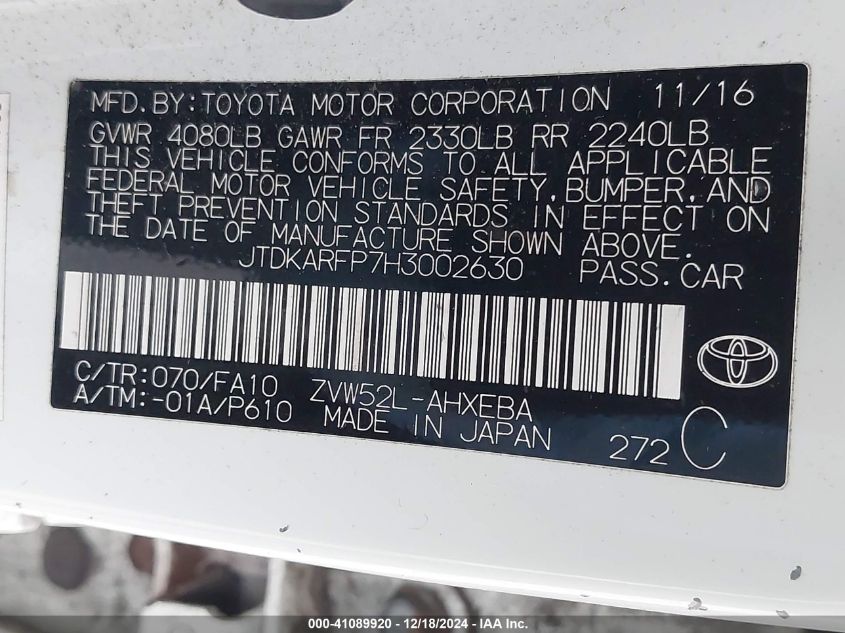 MFD.BY:TOYOTA MOTOR CORPORATION 11/16
GVWR 4080LB GAWR FR 2330LB RR 2240LB
THIS VEHICLE CONFORMS TO ALL APPLICABLE
FEDERAL MOTOR VEHICLE SAFETY,BUMPER,AND
THEFT PREVENTION STANDARDS IN EFFECT ON
THE DATE OF MANUFACTURE SHOWN ABOVE.
JTDKARFP7H3002630 PASS.CAR
C/TR:070/FA10 ZVW52L-AHXEBA
A/TM:-01A/P610 MADE IN JAPAN 272 C
000-41089920 - 12/18/2024 - IAA, Inc.